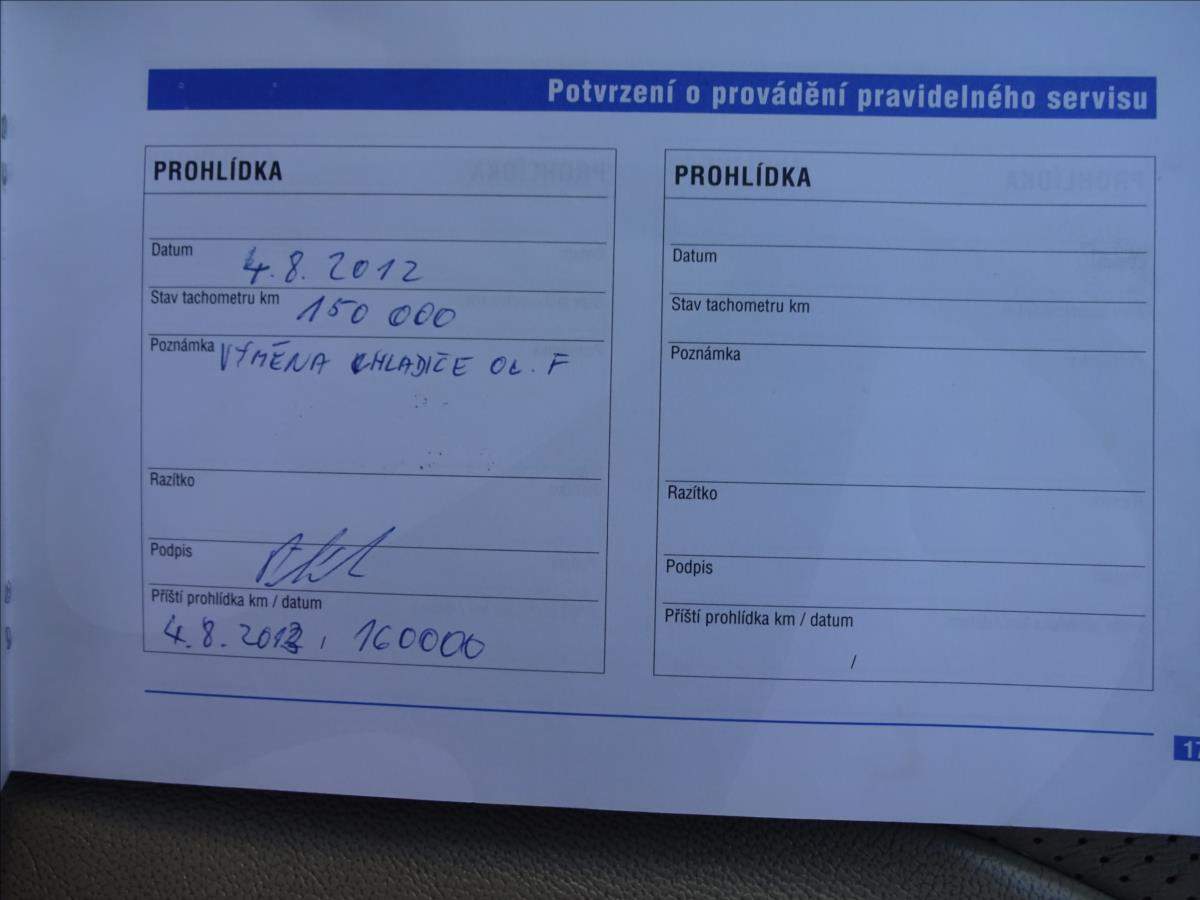 Potvrzení o provádění pravidelného servisu
PROHLÍDKA
Datum 4.8.2012
Stav tachometru km 150 000
Poznámka VÝMĚNA CHLADIČE OL. F
Razítko
Podpis
Příští prohlídka km / datum
4.8.2013, 160000
PROHLÍDKA
Datum
Stav tachometru km
Poznámka
Razítko
Podpis
Příští prohlídka km / datum
/
17